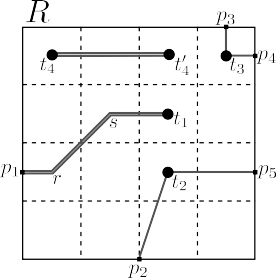 R
p₃
t₄ t′₄ t₃ p₄
s t₁
p₁ r t₂ p₅
p₂